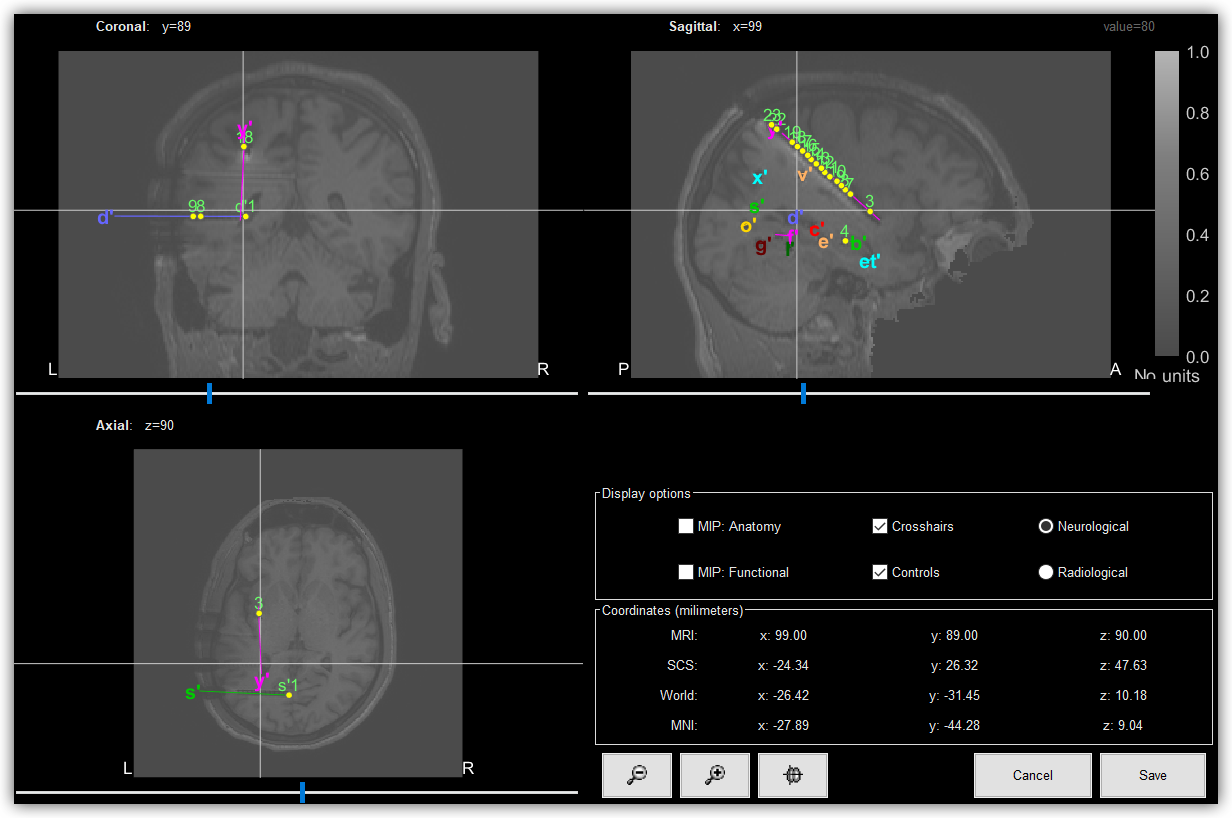 Coronal: y=89
Sagittal: x=99
value=80
1.0
0.8
0.6
0.4
0.2
0.0
No units
y'
18
98
d'1
d'
L
R
3
x'
v'
s'
o'
d'
g'
f'
c'
e'
4
b'
et'
P
A
Axial: z=90
3
y'
s'
s'1
L
R
Display options
MIP: Anatomy
Crosshairs
Neurological
MIP: Functional
Controls
Radiological
Coordinates (milimeters)
MRI: x: 99.00 y: 89.00 z: 90.00
SCS: x: -24.34 y: 26.32 z: 47.63
World: x: -26.42 y: -31.45 z: 10.18
MNI: x: -27.89 y: -44.28 z: 9.04
Cancel
Save